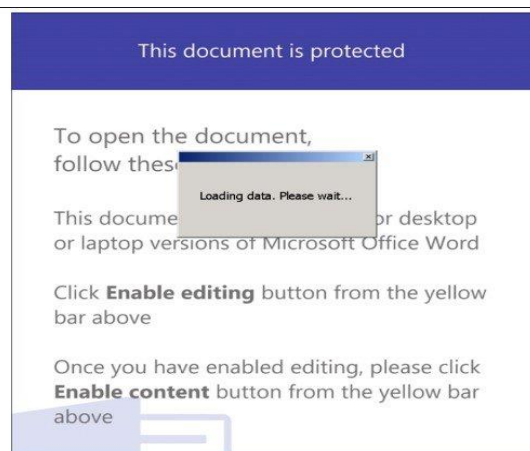 This document is protected
To open the document,
follow thes
Loading data. Please wait...
This docume or desktop
or laptop versions of Microsoft Office Word
Click Enable editing button from the yellow
bar above
Once you have enabled editing, please click
Enable content button from the yellow bar
above